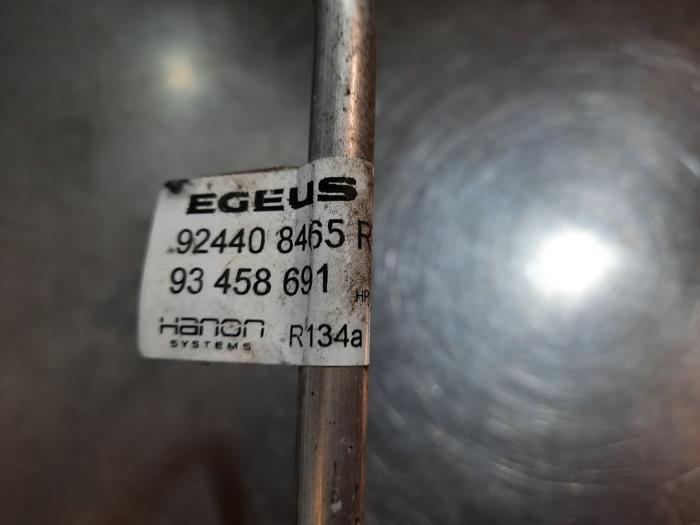 EGEUS
92440 8465 R
93 458 691
HP
Hanon R134a
SYSTEMS